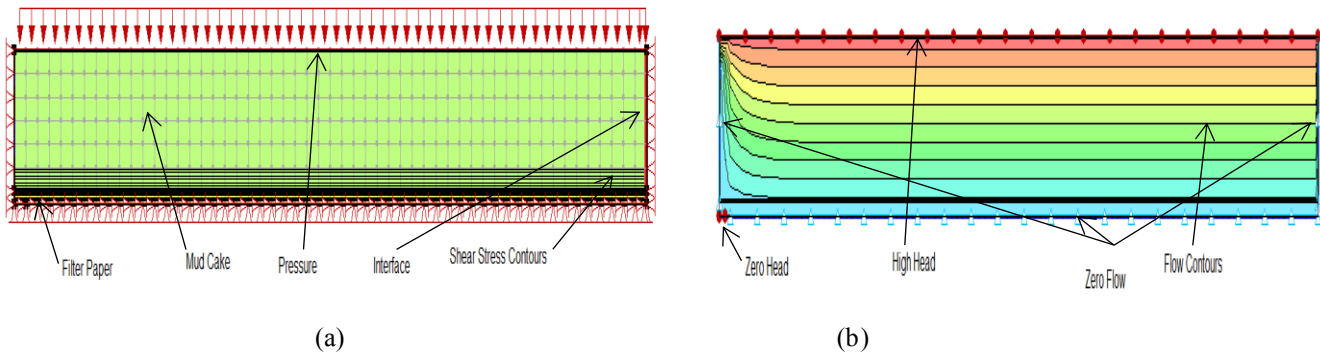 Filter Paper
Mud Cake
Pressure
Interface
Shear Stress Contours
Zero Head
High Head
Zero Flow
Flow Contours
(a)
(b)